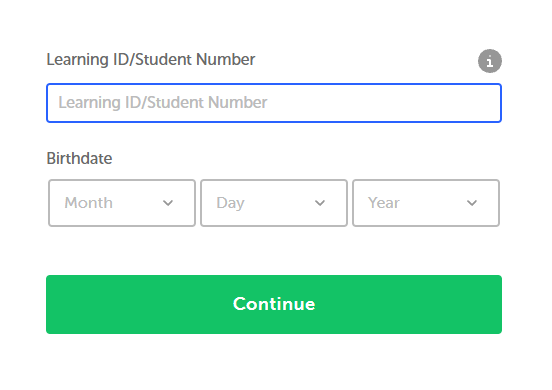 Learning ID/Student Number
i
Learning ID/Student Number
Birthdate
Month Day Year
Continue